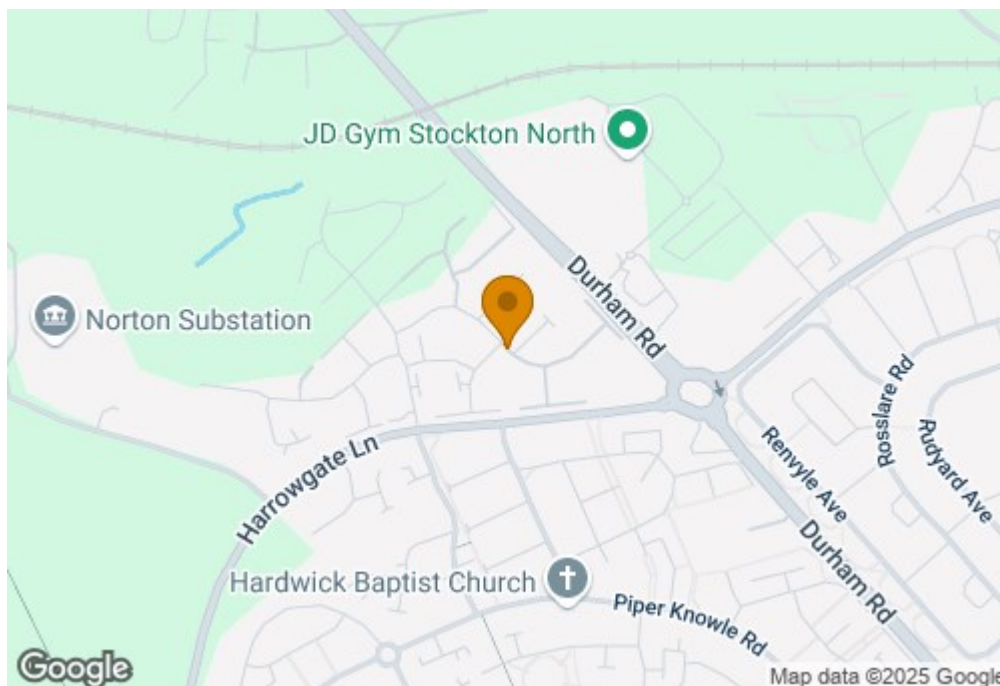 JD Gym Stockton North
Durham Rd
Norton Substation
Rosslare Rd
Rudyard Ave
Renvyle Ave
Harrowgate Ln
Durham Rd
Hardwick Baptist Church
Piper Knowle Rd
Google
Map data ©2025 Google